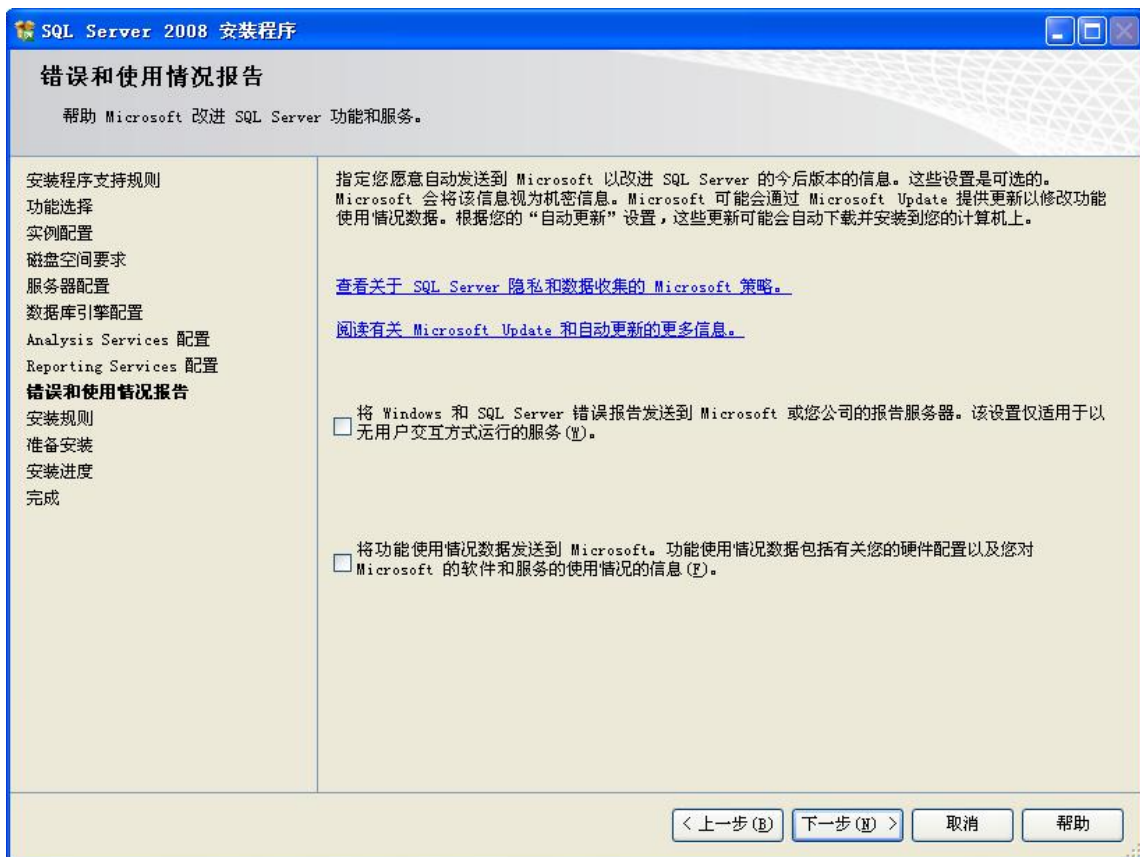 SQL Server 2008 安装程序
错误和使用情况报告
帮助 Microsoft 改进 SQL Server 功能和服务。
安装程序支持规则
功能选择
实例配置
磁盘空间要求
服务器配置
数据库引擎配置
Analysis Services 配置
Reporting Services 配置
错误和使用情况报告
安装规则
准备安装
安装进度
完成
指定您愿意自动发送到 Microsoft 以改进 SQL Server 的今后版本的信息。这些设置是可选的。
Microsoft 会将该信息视为机密信息。Microsoft 可能会通过 Microsoft Update 提供更新以修改功能
使用情况数据。根据您的“自动更新”设置，这些更新可能会自动下载并安装到您的计算机上。
查看关于 SQL Server 隐私和数据收集的 Microsoft 策略。
阅读有关 Microsoft Update 和自动更新的更多信息。
将 Windows 和 SQL Server 错误报告发送到 Microsoft 或您公司的报告服务器。该设置仅适用于以
无用户交互方式运行的服务(W)。
将功能使用情况数据发送到 Microsoft。功能使用情况数据包括有关您的硬件配置以及您对
Microsoft 的软件和服务的使用情况的信息(F)。
< 上一步(B) 下一步(N) > 取消 帮助